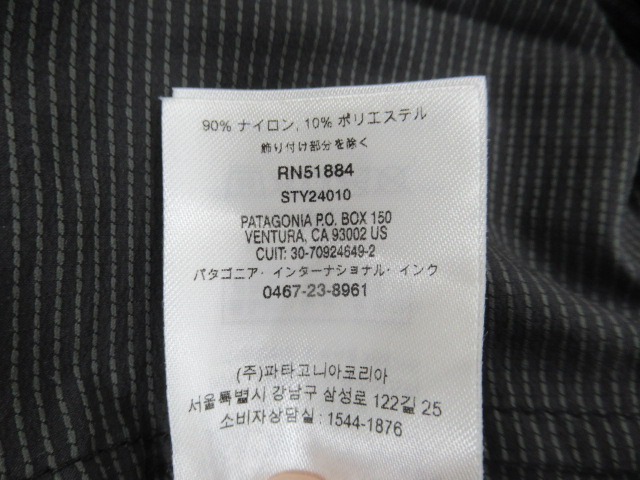 90% ナイロン, 10% ポリエステル
飾り付け部分を除く
RN51884
STY24010
PATAGONIA P.O. BOX 150
VENTURA, CA 93002 US
CUIT: 30-70924649-2
パタゴニア・インターナショナル・インク
0467-23-8961
(주)파타고니아코리아
서울특별시 강남구 삼성로 122길 25
소비자상담실 : 1544-1876